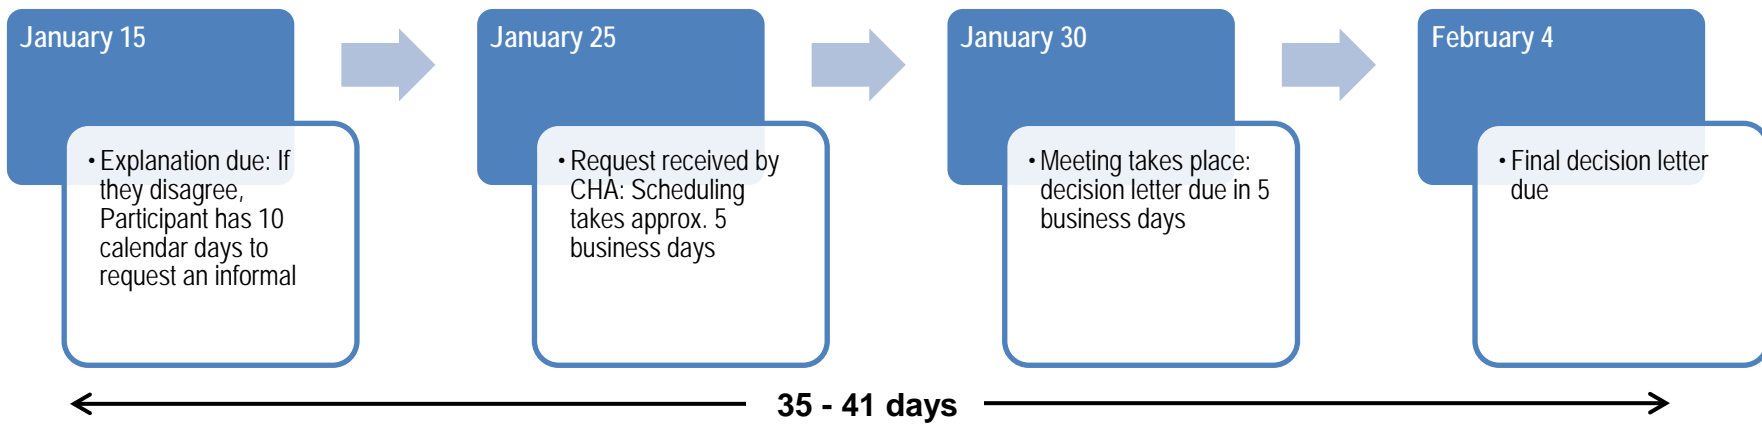 January 15
• Explanation due: If
they disagree,
Participant has 10
calendar days to
request an informal
January 25
• Request received by
CHA: Scheduling
takes approx. 5
business days
January 30
• Meeting takes place:
decision letter due in 5
business days
February 4
• Final decision letter
due
35 - 41 days